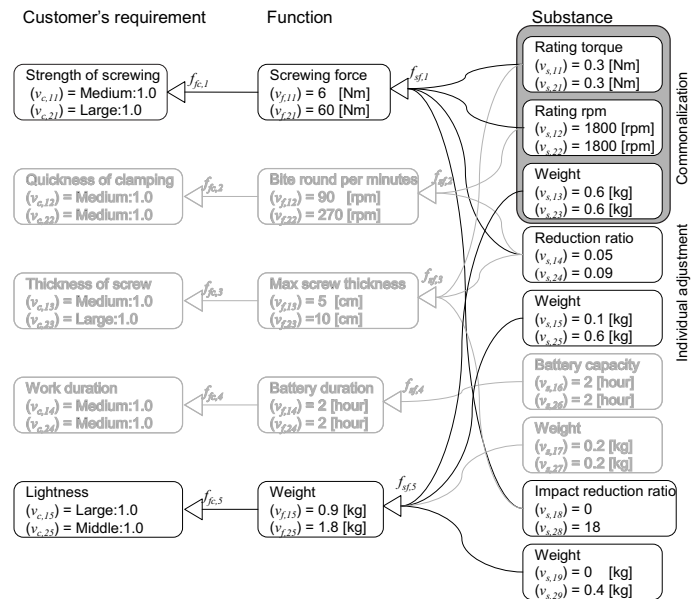 Customer's requirement
Function
Substance
Strength of screwing
(v_c,11) = Medium:1.0
(v_c,21) = Large:1.0
f_fc,1
Screwing force
(v_f,11) = 6 [Nm]
(v_f,21) = 60 [Nm]
f_sf,1
Rating torque
(v_s,11) = 0.3 [Nm]
(v_s,21) = 0.3 [Nm]
Rating rpm
(v_s,12) = 1800 [rpm]
(v_s,22) = 1800 [rpm]
Weight
(v_s,13) = 0.6 [kg]
(v_s,23) = 0.6 [kg]
Commonalization
Quickness of clamping
(v_c,12) = Medium:1.0
(v_c,22) = Medium:1.0
f_fc,2
Bite round per minutes
(v_f,12) = 90 [rpm]
(v_f,22) = 270 [rpm]
f_sf,2
Reduction ratio
(v_s,14) = 0.05
(v_s,24) = 0.09
Individual adjustment
Thickness of screw
(v_c,13) = Medium:1.0
(v_c,23) = Large:1.0
f_fc,3
Max screw thickness
(v_f,13) = 5 [cm]
(v_f,23) =10 [cm]
f_sf,3
Weight
(v_s,15) = 0.1 [kg]
(v_s,25) = 0.6 [kg]
Work duration
(v_c,14) = Medium:1.0
(v_c,24) = Medium:1.0
f_fc,4
Battery duration
(v_f,14) = 2 [hour]
(v_f,24) = 2 [hour]
f_sf,4
Battery capacity
(v_s,16) = 2 [hour]
(v_s,26) = 2 [hour]
Weight
(v_s,17) = 0.2 [kg]
(v_s,27) = 0.2 [kg]
Lightness
(v_c,15) = Large:1.0
(v_c,25) = Middle:1.0
f_fc,5
Weight
(v_f,15) = 0.9 [kg]
(v_f,25) = 1.8 [kg]
f_sf,5
Impact reduction ratio
(v_s,18) = 0
(v_s,28) = 18
Weight
(v_s,19) = 0 [kg]
(v_s,29) = 0.4 [kg]